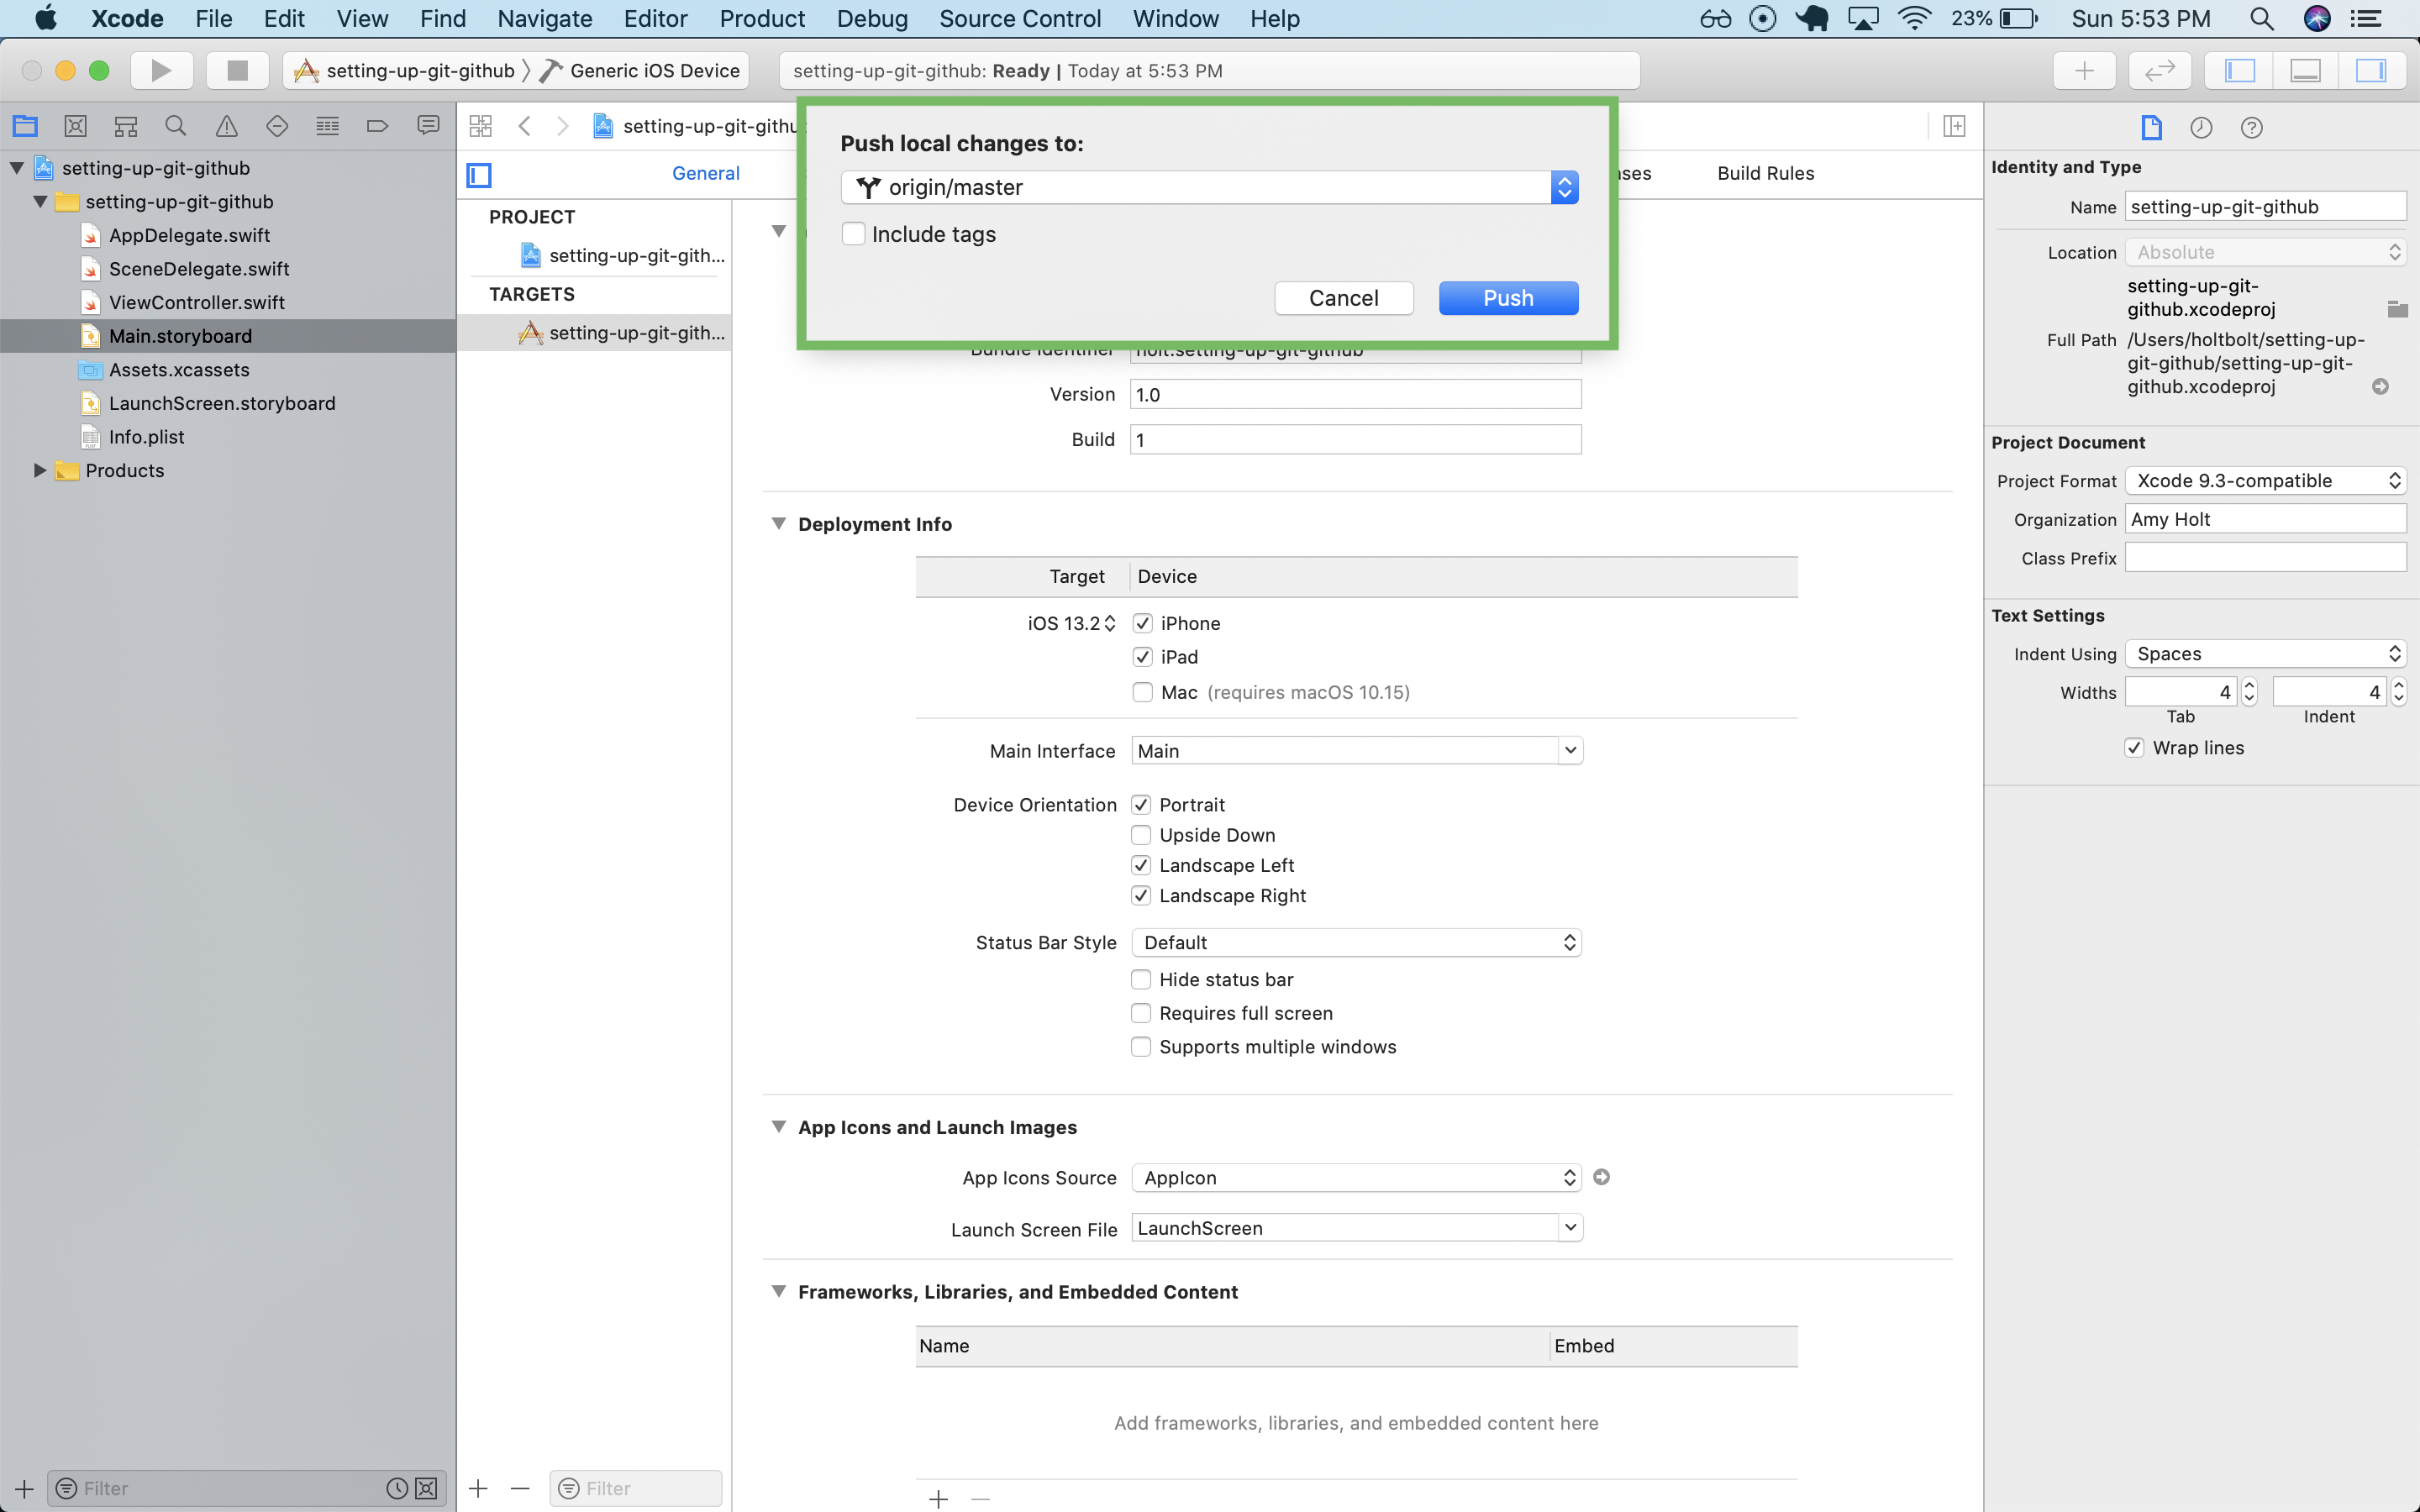 Xcode File Edit View Find Navigate Editor Product Debug Source Control Window Help 23% Sun 5:53 PM
setting-up-git-github Generic iOS Device setting-up-git-github: Ready | Today at 5:53 PM
setting-up-git-github
setting-up-git-github
AppDelegate.swift
SceneDelegate.swift
ViewController.swift
Main.storyboard
Assets.xcassets
LaunchScreen.storyboard
Info.plist
Products
Filter
setting-up-git-githu
General Build Rules
PROJECT
setting-up-git-gith...
TARGETS
setting-up-git-gith...
Filter
Push local changes to:
origin/master
Include tags
Cancel Push
Bundle Identifier holt.setting-up-git-github
Version 1.0
Build 1
Deployment Info
Target Device
iOS 13.2 iPhone
iPad
Mac (requires macOS 10.15)
Main Interface Main
Device Orientation Portrait
Upside Down
Landscape Left
Landscape Right
Status Bar Style Default
Hide status bar
Requires full screen
Supports multiple windows
App Icons and Launch Images
App Icons Source AppIcon
Launch Screen File LaunchScreen
Frameworks, Libraries, and Embedded Content
Name Embed
Add frameworks, libraries, and embedded content here
Identity and Type
Name setting-up-git-github
Location Absolute
setting-up-git-
github.xcodeproj
Full Path /Users/holtbolt/setting-up-
git-github/setting-up-git-
github.xcodeproj
Project Document
Project Format Xcode 9.3-compatible
Organization Amy Holt
Class Prefix
Text Settings
Indent Using Spaces
Widths 4 4
Tab Indent
Wrap lines